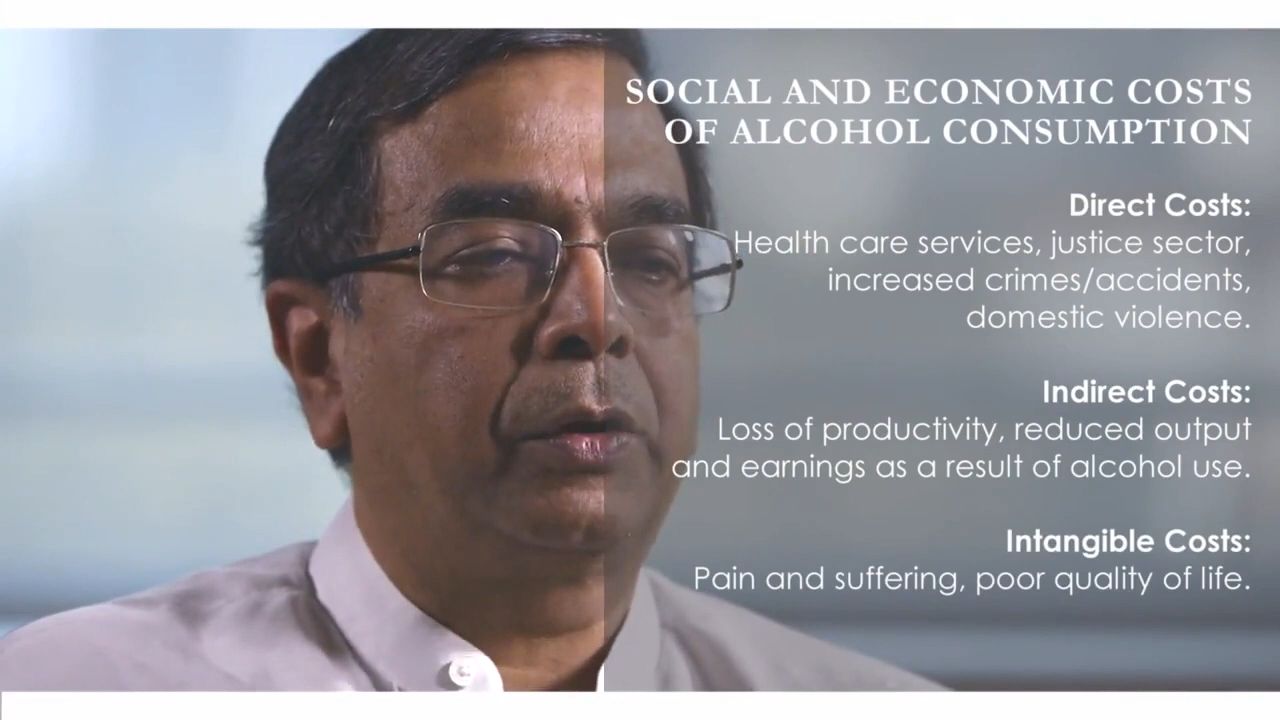 SOCIAL AND ECONOMIC COSTS
OF ALCOHOL CONSUMPTION
Direct Costs:
Health care services, justice sector,
increased crimes/accidents,
domestic violence.
Indirect Costs:
Loss of productivity, reduced output
and earnings as a result of alcohol use.
Intangible Costs:
Pain and suffering, poor quality of life.